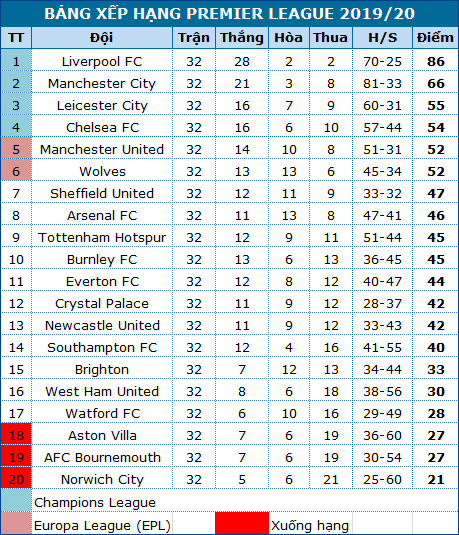 BẢNG XẾP HẠNG PREMIER LEAGUE 2019/20
TT Đội Trận Thắng Hòa Thua H/S Điểm
1 Liverpool FC 32 28 2 2 70-25 86
2 Manchester City 32 21 3 8 81-33 66
3 Leicester City 32 16 7 9 60-31 55
4 Chelsea FC 32 16 6 10 57-44 54
5 Manchester United 32 14 10 8 51-31 52
6 Wolves 32 13 13 6 45-34 52
7 Sheffield United 32 12 11 9 33-32 47
8 Arsenal FC 32 11 13 8 47-41 46
9 Tottenham Hotspur 32 12 9 11 51-44 45
10 Burnley FC 32 13 6 13 36-45 45
11 Everton FC 32 12 8 12 40-47 44
12 Crystal Palace 32 11 9 12 28-37 42
13 Newcastle United 32 11 9 12 33-43 42
14 Southampton FC 32 12 4 16 41-55 40
15 Brighton 32 7 12 13 34-44 33
16 West Ham United 32 8 6 18 38-56 30
17 Watford FC 32 6 10 16 29-49 28
18 Aston Villa 32 7 6 19 36-60 27
19 AFC Bournemouth 32 7 6 19 30-54 27
20 Norwich City 32 5 6 21 25-60 21
Champions League
Europa League (EPL) Xuống hạng